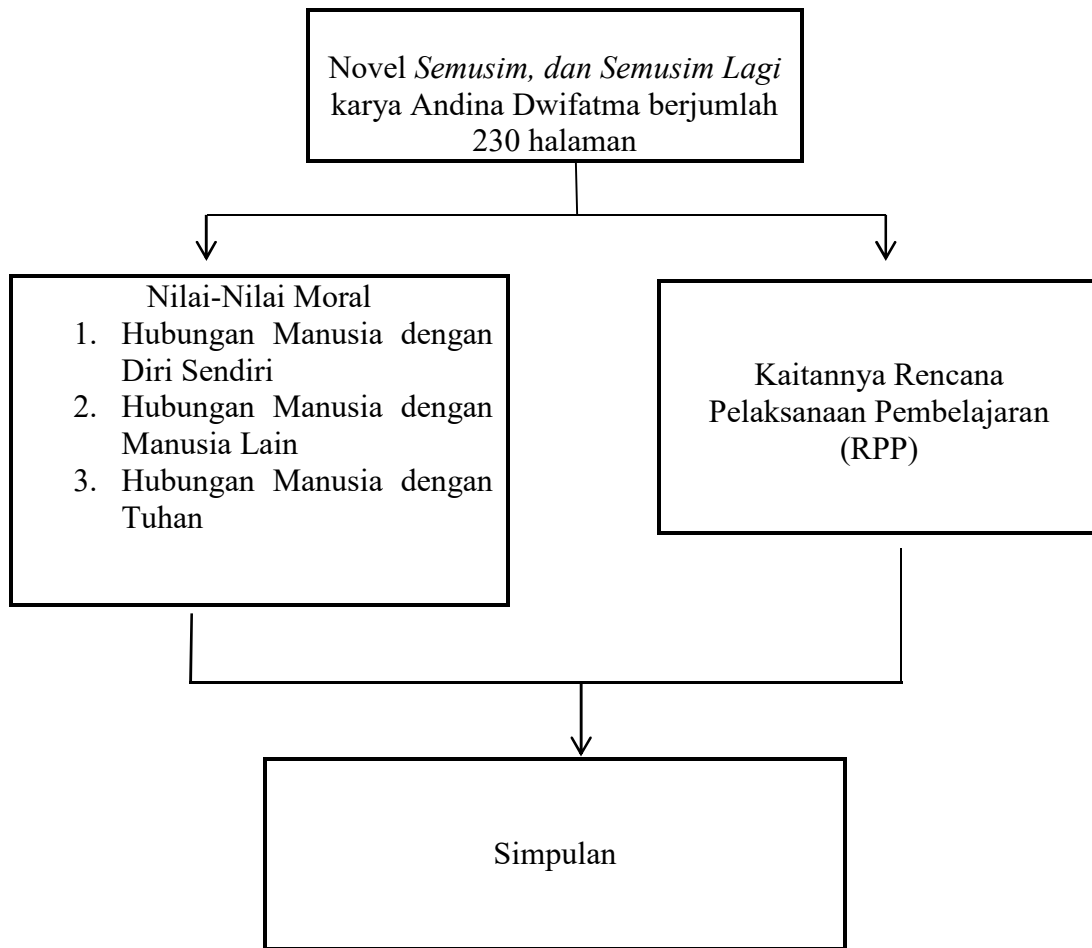 Novel Semusim, dan Semusim Lagi
karya Andina Dwifatma berjumlah
230 halaman
Nilai-Nilai Moral
1. Hubungan Manusia dengan
Diri Sendiri
2. Hubungan Manusia dengan
Manusia Lain
3. Hubungan Manusia dengan
Tuhan
Kaitannya Rencana
Pelaksanaan Pembelajaran
(RPP)
Simpulan